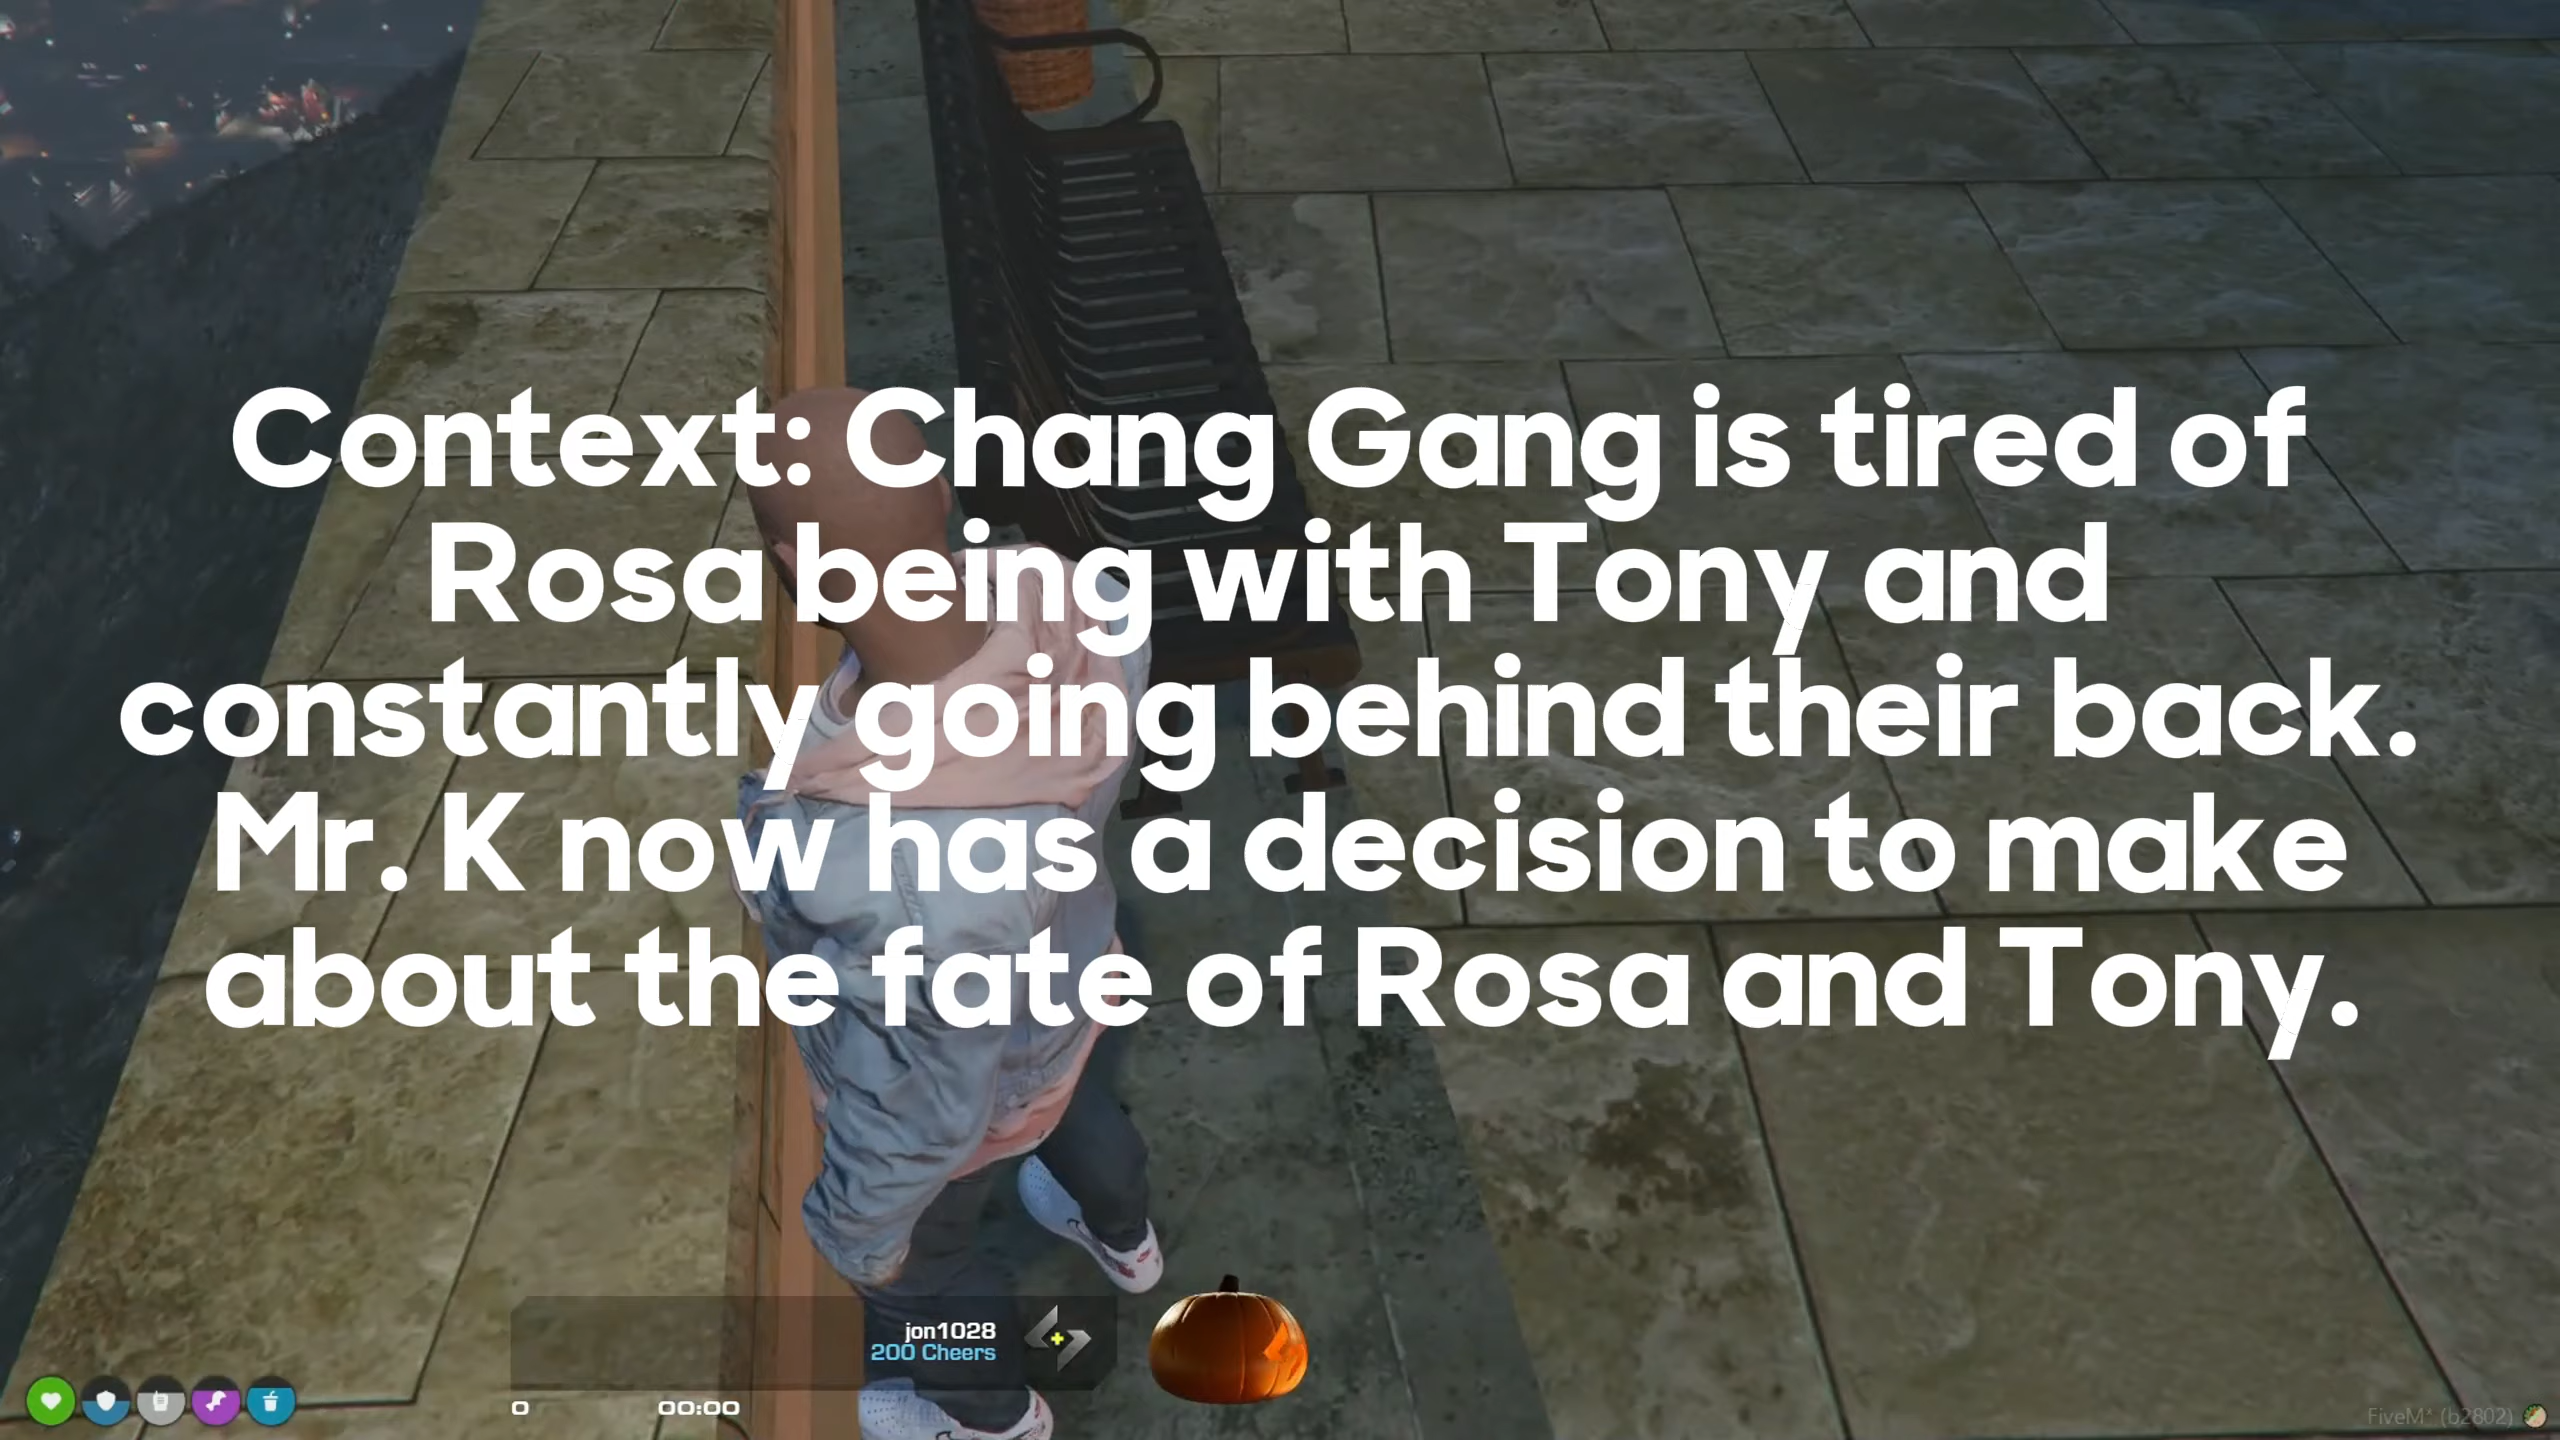 Context: Chang Gang is tired of
Rosa being with Tony and
constantly going behind their back.
Mr. K now has a decision to make
about the fate of Rosa and Tony.
jon1028
200 Cheers
0
00:00
FiveM* (b2802)